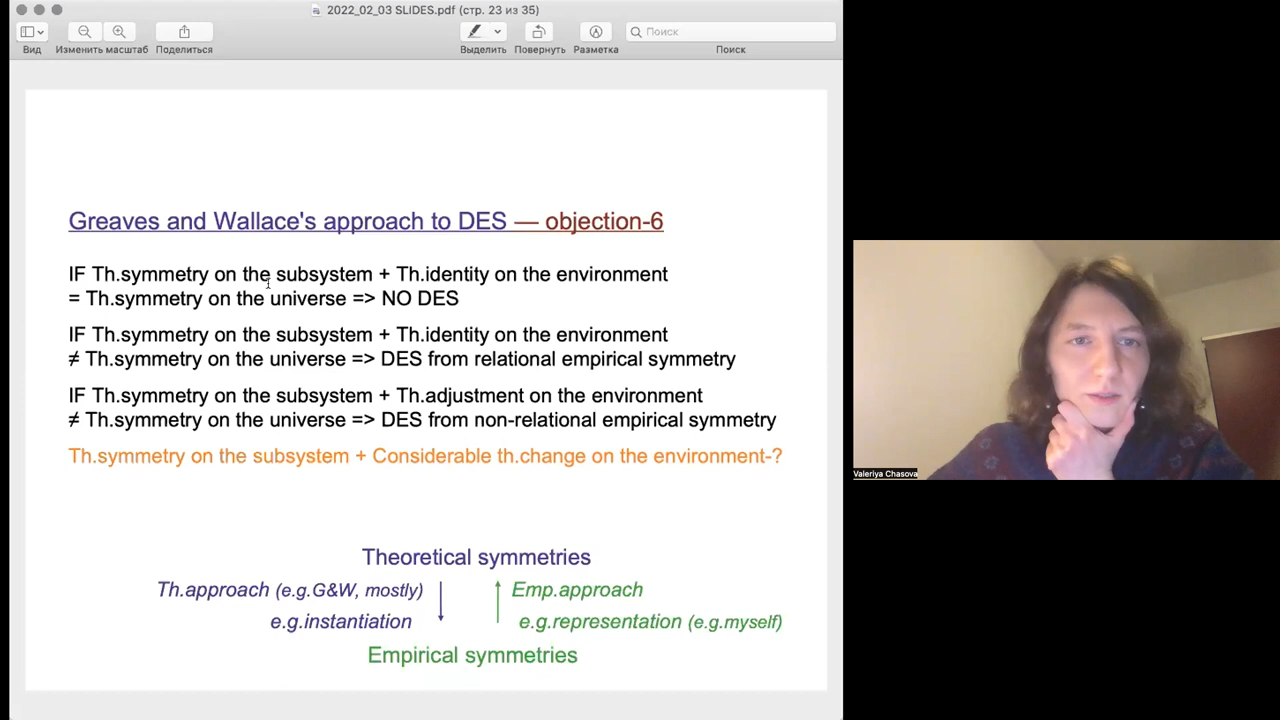 2022_02_03 SLIDES.pdf (стр. 23 из 35)
Вид
Изменить масштаб
Поделиться
Выделить
Повернуть
Разметка
Поиск
Поиск
Greaves and Wallace's approach to DES — objection-6
IF Th.symmetry on the subsystem + Th.identity on the environment
= Th.symmetry on the universe => NO DES
IF Th.symmetry on the subsystem + Th.identity on the environment
≠ Th.symmetry on the universe => DES from relational empirical symmetry
IF Th.symmetry on the subsystem + Th.adjustment on the environment
≠ Th.symmetry on the universe => DES from non-relational empirical symmetry
Th.symmetry on the subsystem + Considerable th.change on the environment-?
Theoretical symmetries
Th.approach (e.g.G&W, mostly)
Emp.approach
e.g.instantiation
e.g.representation (e.g.myself)
Empirical symmetries
Valeriya Chasova